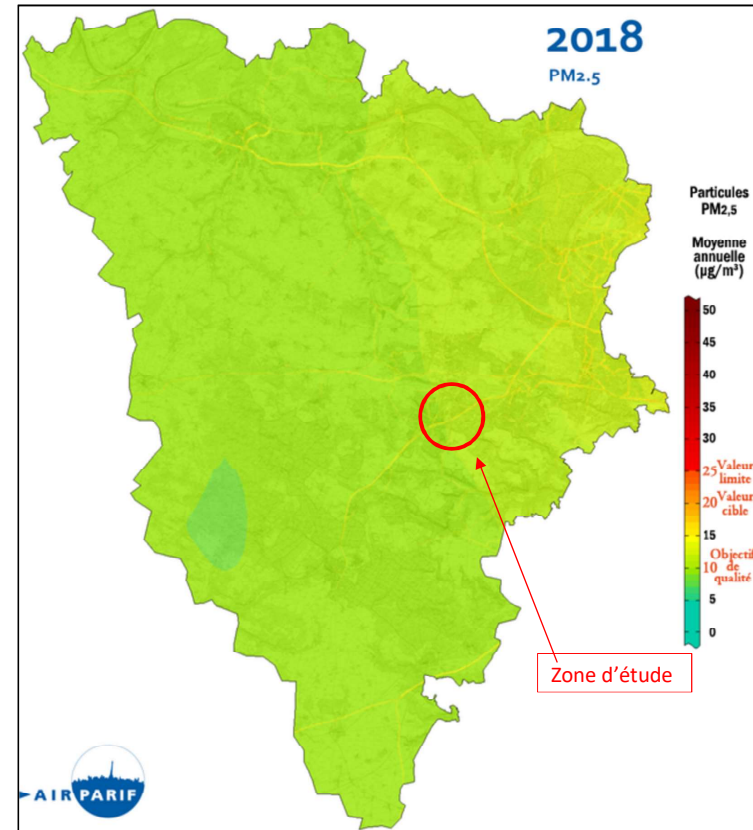 2018
PM2.5
Particules
PM2,5
Moyenne
annuelle
(µg/m³)
50
45
40
35
30
25 Valeur
limite
20 Valeur
cible
15
Objectif
10 de
qualité
5
0
Zone d'étude
AIRPARIF